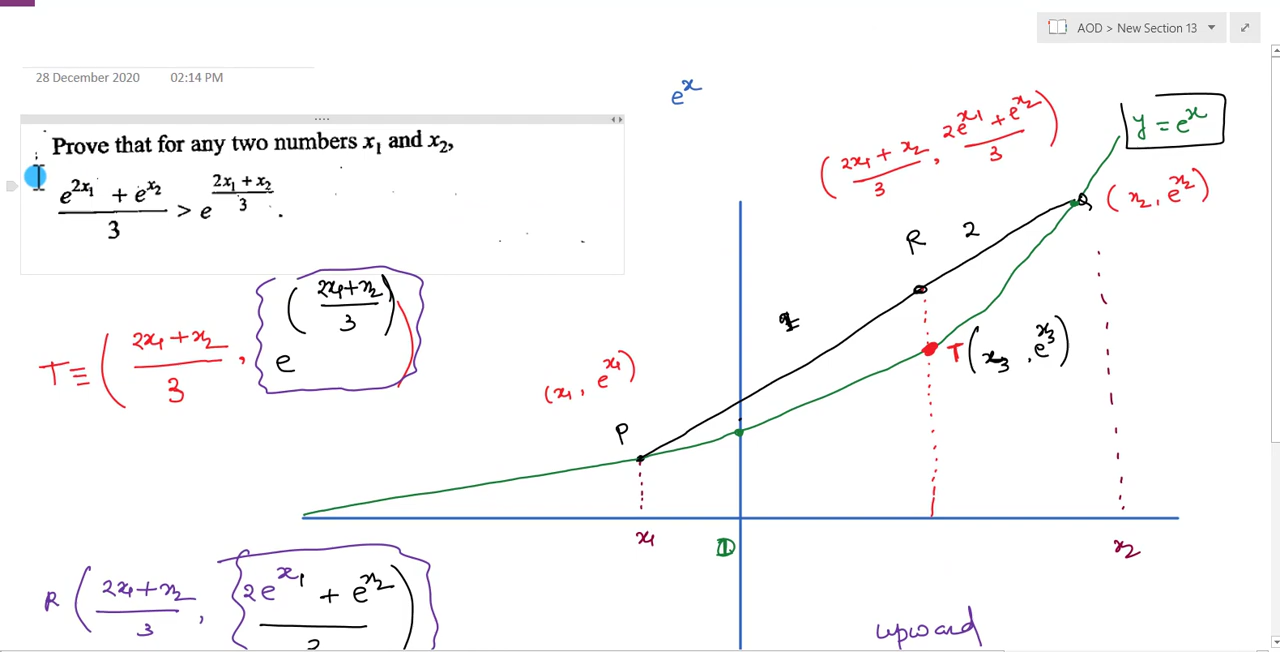 AOD > New Section 13
28 December 2020 02:14 PM
e^x
Prove that for any two numbers x₁ and x₂,
(e^(2x₁) + e^(x₂))/3 > e^((2x₁ + x₂)/3).
((2x₁ + x₂)/3, (2e^(x₁) + e^(x₂))/3)
y = e^x
Q (x₂, e^(x₂))
R 2
T (x₃, e^(x₃))
T ≡ ((2x₁ + x₂)/3, e^((2x₁ + x₂)/3))
(x₁, e^(x₁))
P
x₁
x₂
R ((2x₁ + x₂)/3, (2e^(x₁) + e^(x₂))/
upward